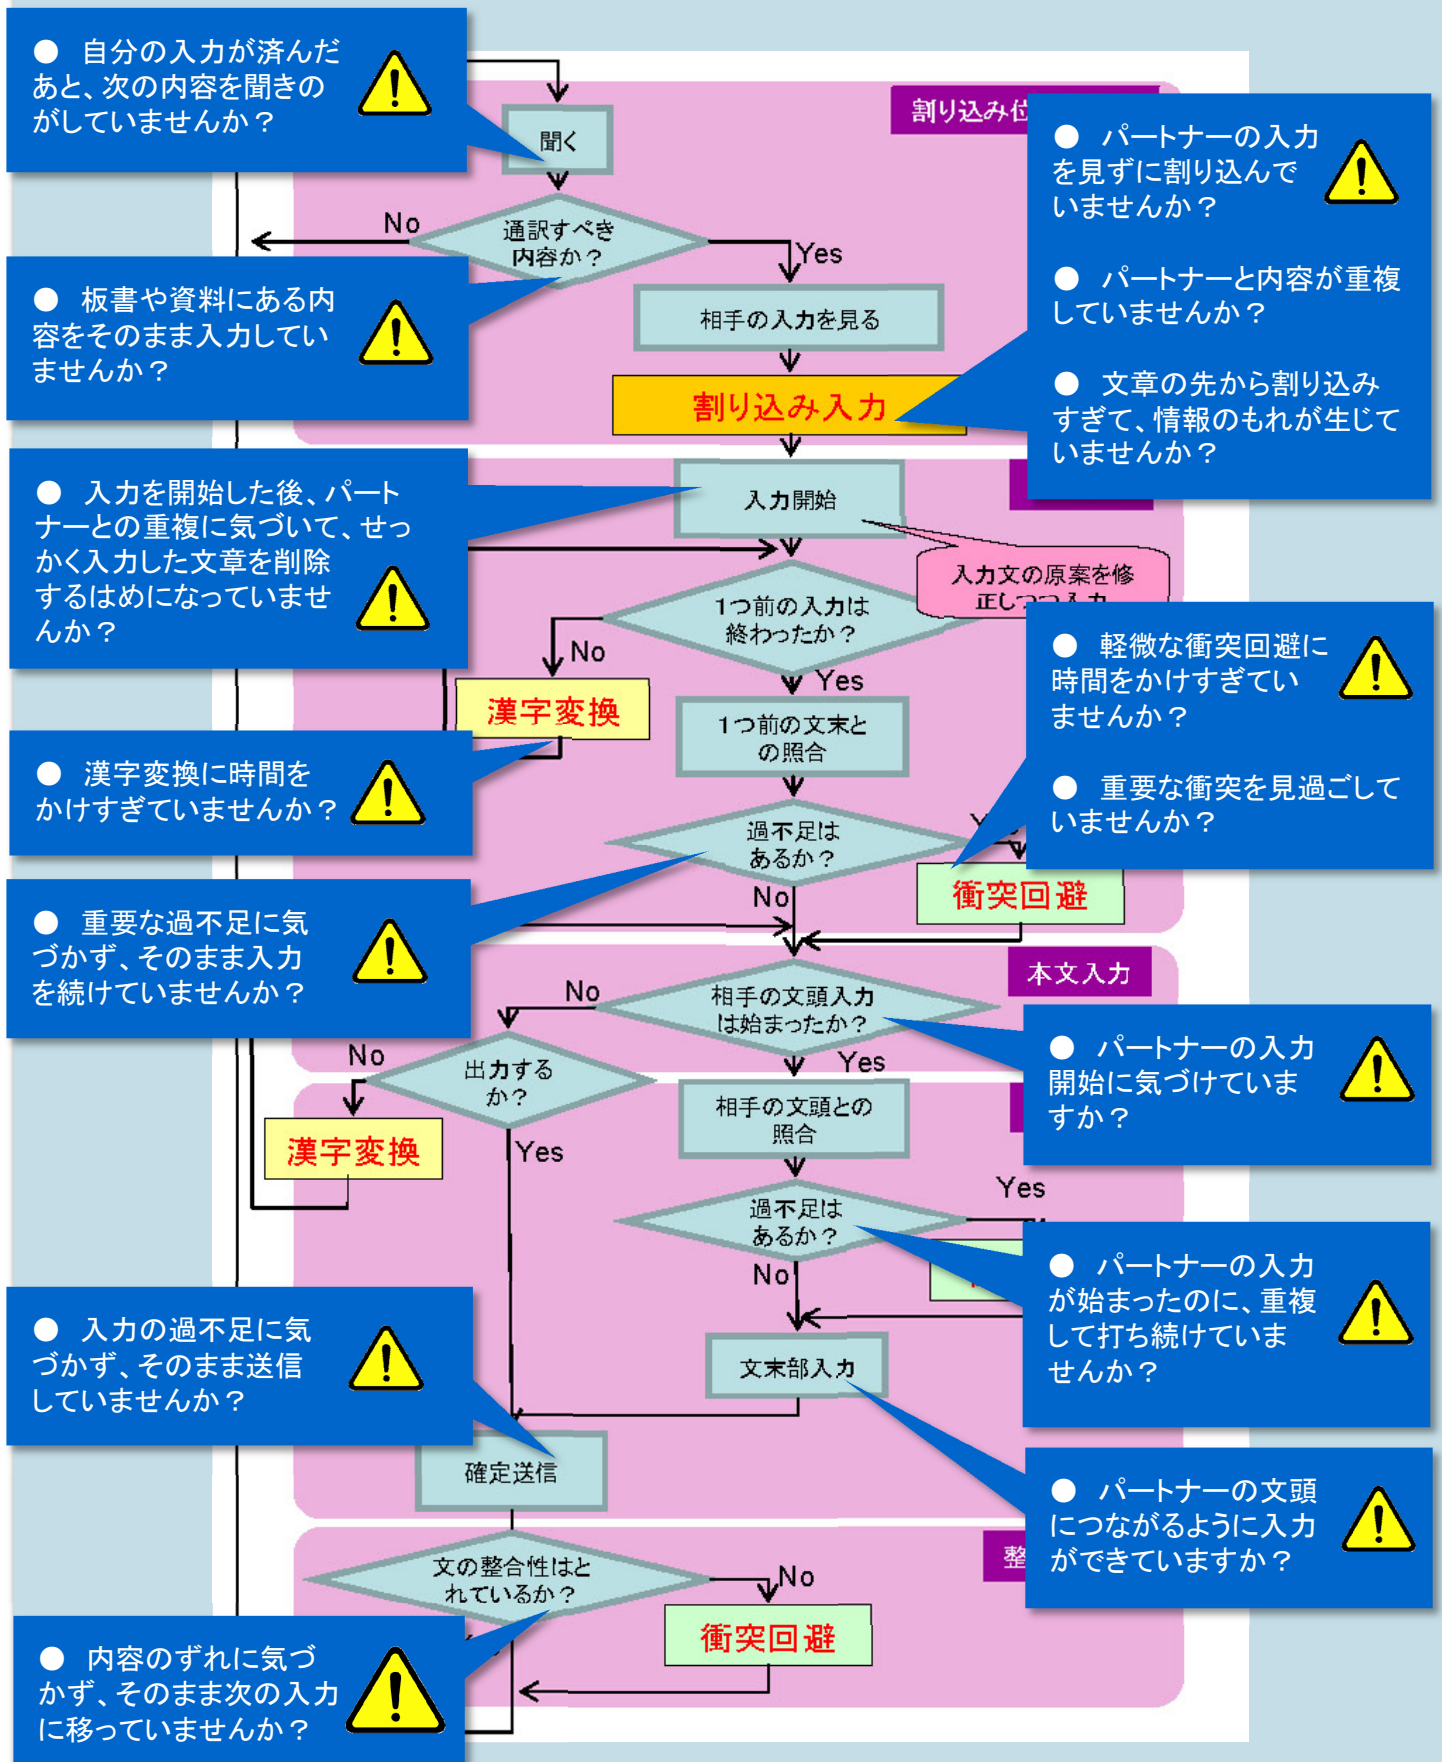 ● 自分の入力が済んだ
あと、次の内容を聞きの
がしていませんか？
聞く
割り込み位
● パートナーの入力
を見ずに割り込んで
いませんか？
● パートナーと内容が重複
していませんか？
● 文章の先から割り込み
すぎて、情報のもれが生じて
いませんか？
No
通訳すべき
内容か？
Yes
● 板書や資料にある内
容をそのまま入力してい
ませんか？
相手の入力を見る
割り込み入力
● 入力を開始した後、パート
ナーとの重複に気づいて、せっ
かく入力した文章を削除
するはめになっていませ
んか？
入力開始
入力文の原案を修
正しつつ入力
1つ前の入力は
終わったか？
No
Yes
漢字変換
● 軽微な衝突回避に
時間をかけすぎてい
ませんか？
● 重要な衝突を見過ごして
いませんか？
1つ前の文末と
の照合
● 漢字変換に時間を
かけすぎていませんか？
過不足は
あるか？
No
衝突回避
● 重要な過不足に気
づかず、そのまま入力
を続けていませんか？
本文入力
No
相手の文頭入力
は始まったか？
Yes
● パートナーの入力
開始に気づけていま
すか？
No
出力する
か？
相手の文頭との
照合
漢字変換
Yes
過不足は
あるか？
Yes
No
● パートナーの入力
が始まったのに、重複
して打ち続けていま
せんか？
● 入力の過不足に気
づかず、そのまま送信
していませんか？
文末部入力
確定送信
● パートナーの文頭
につながるように入力
ができていますか？
整
文の整合性はと
れているか？
No
衝突回避
● 内容のずれに気づ
かず、そのまま次の入力
に移っていませんか？